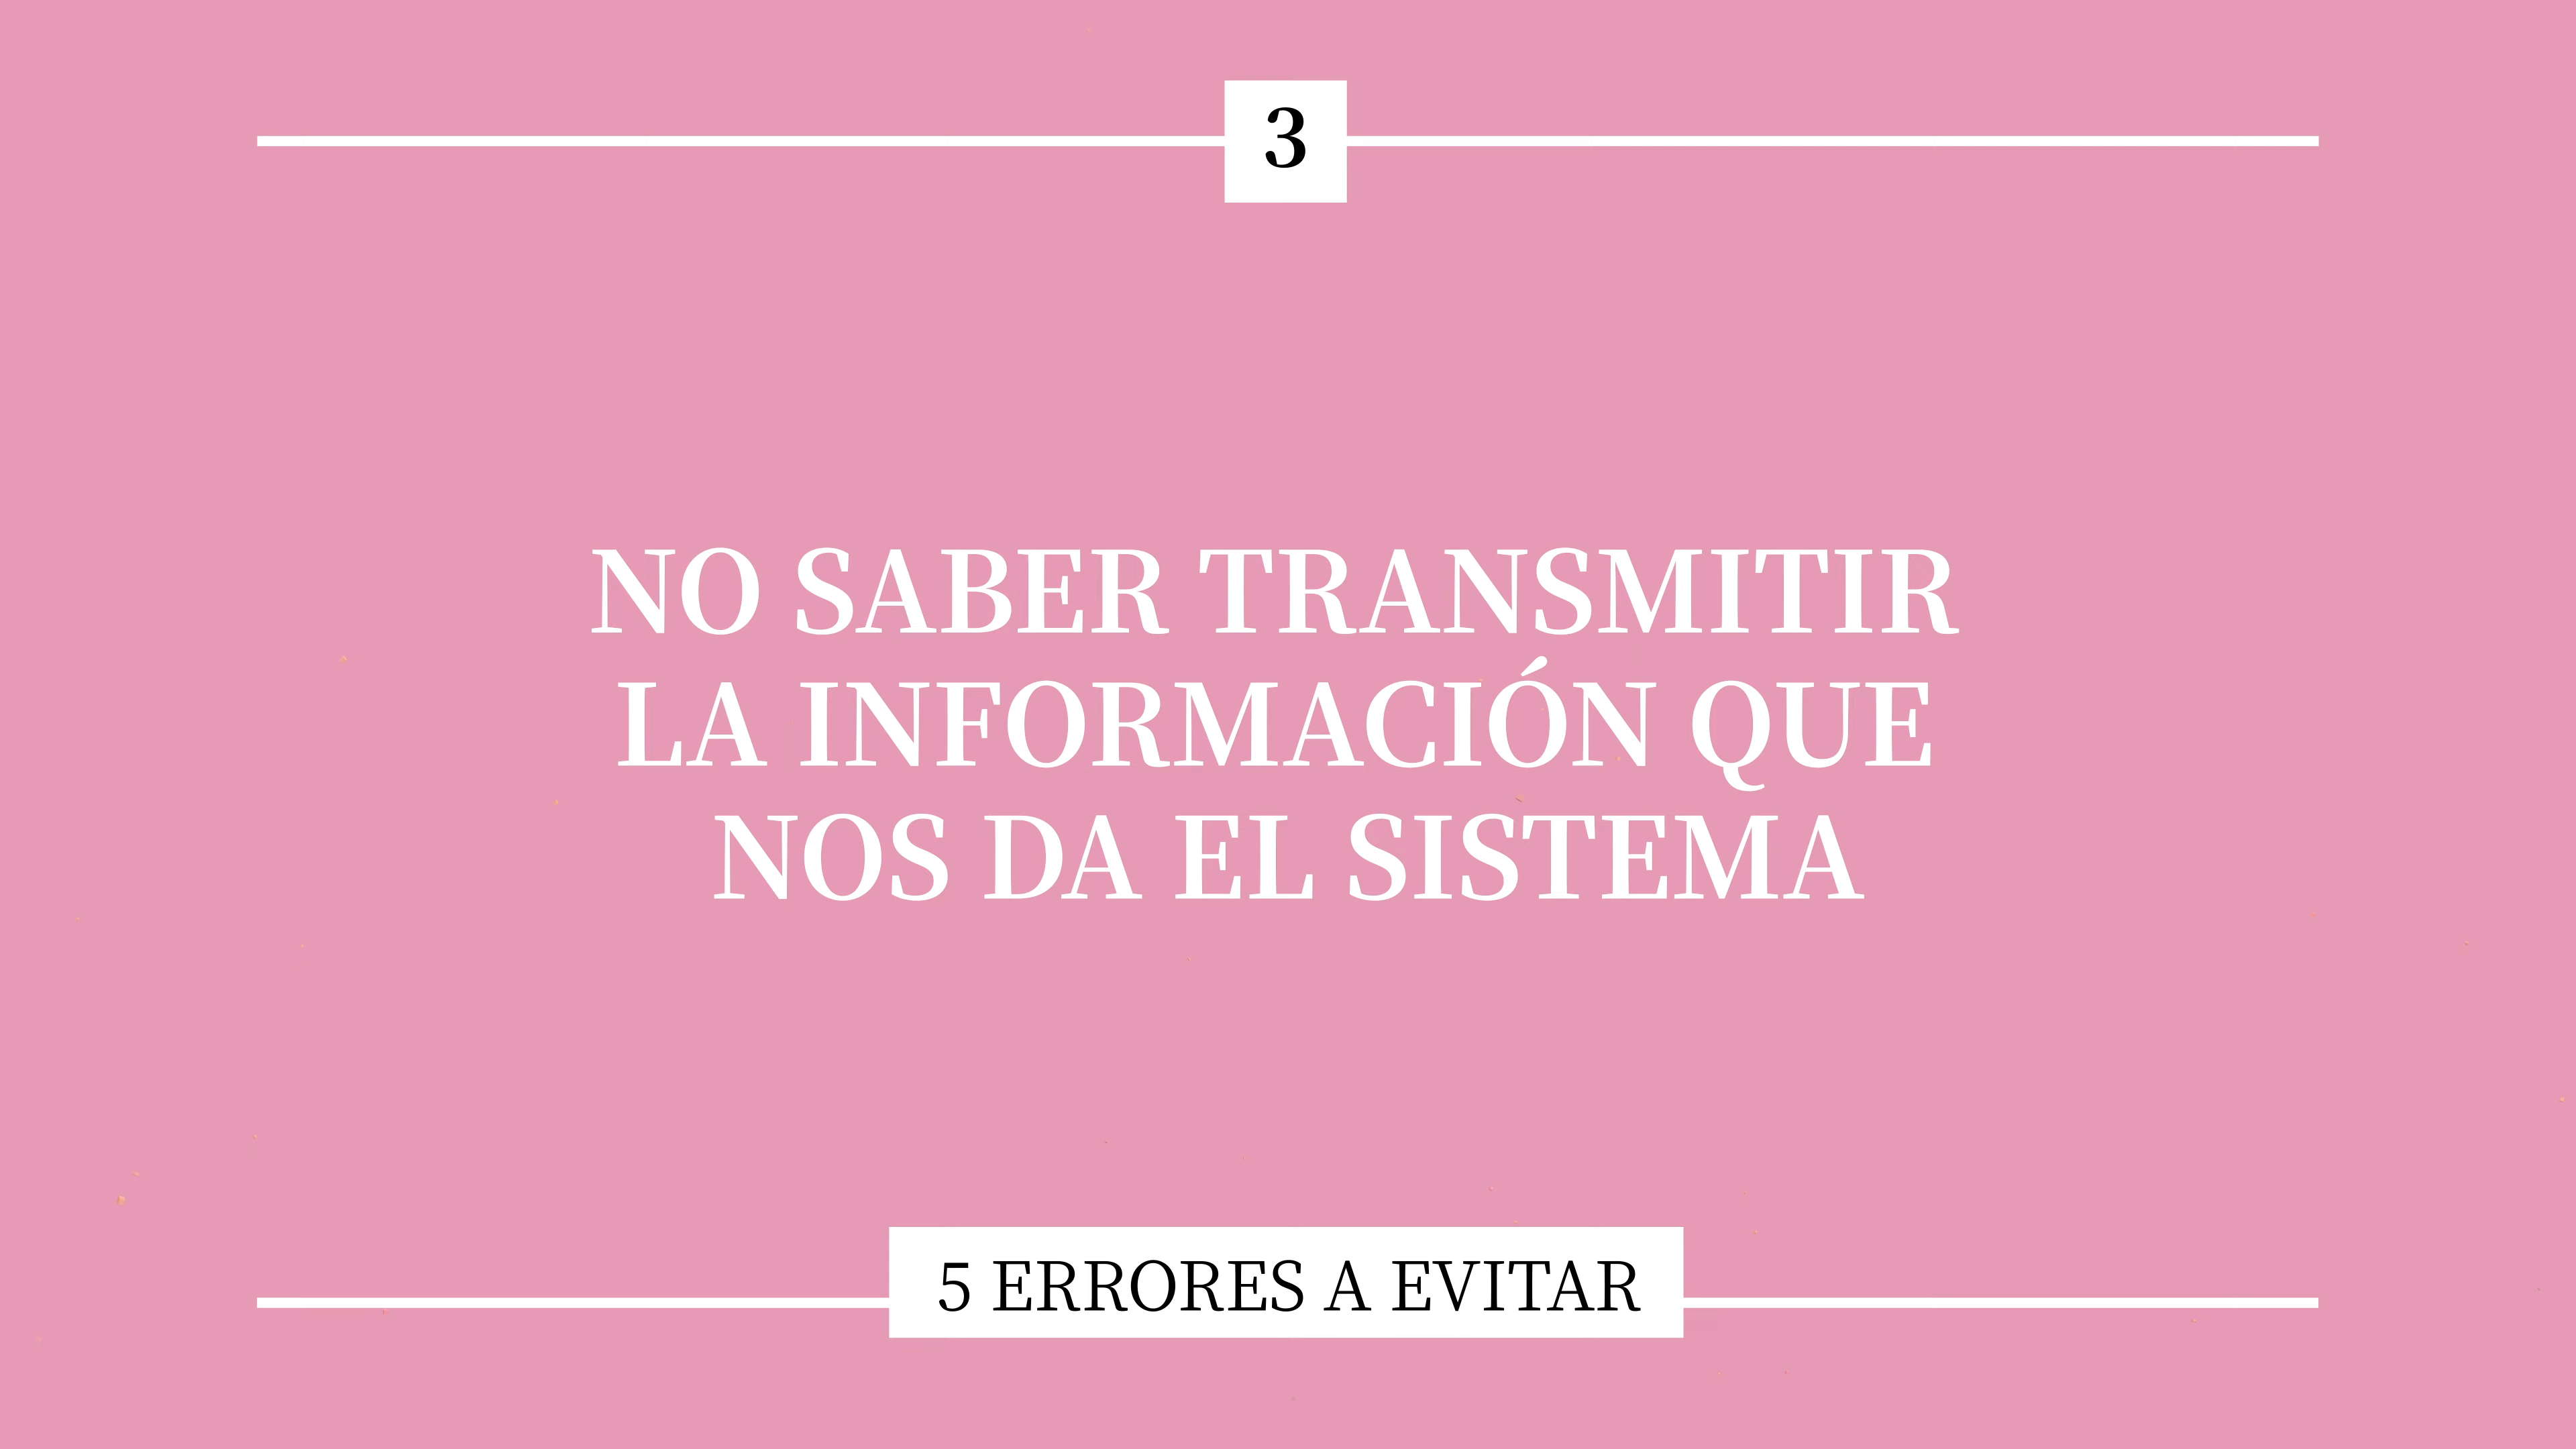 3
NO SABER TRANSMITIR
LA INFORMACIÓN QUE
NOS DA EL SISTEMA
5 ERRORES A EVITAR